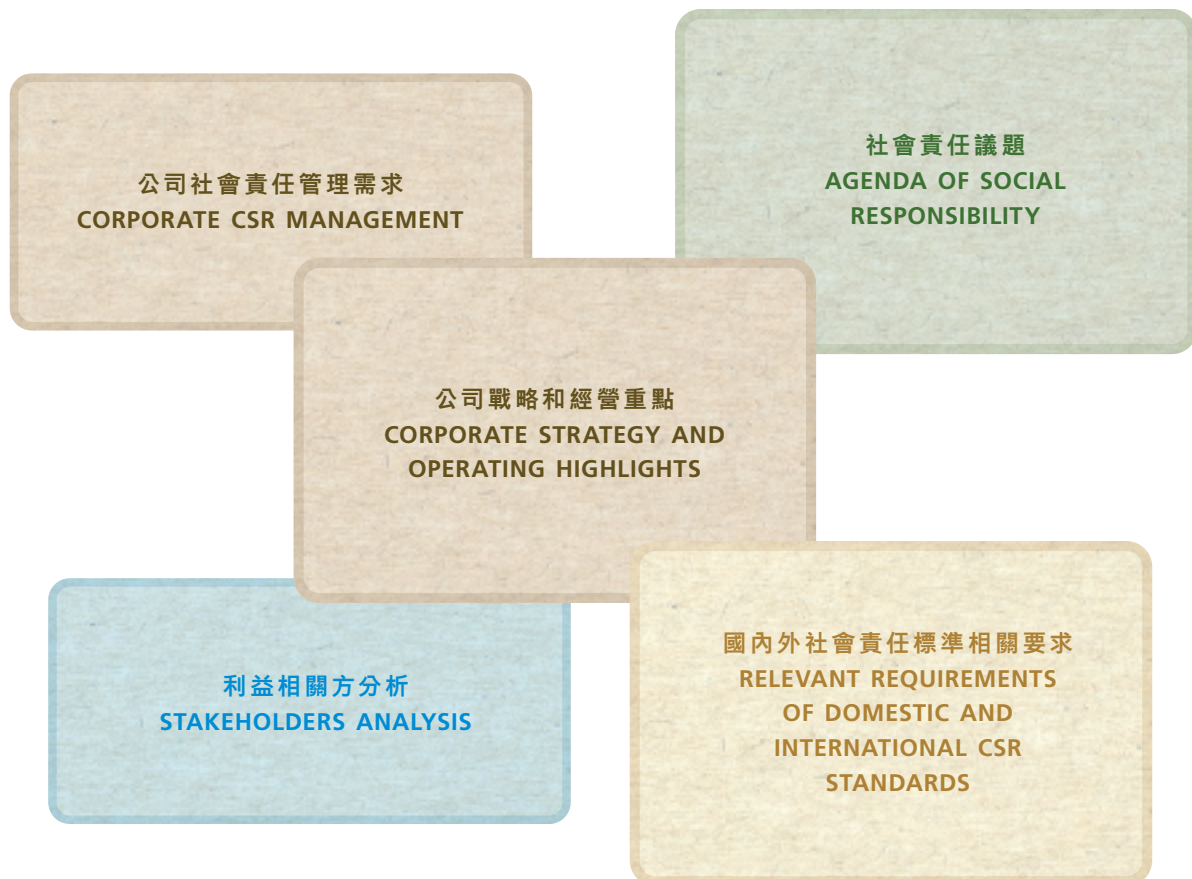 公司社會責任管理需求
CORPORATE CSR MANAGEMENT
社會責任議題
AGENDA OF SOCIAL
RESPONSIBILITY
公司戰略和經營重點
CORPORATE STRATEGY AND
OPERATING HIGHLIGHTS
利益相關方分析
STAKEHOLDERS ANALYSIS
國內外社會責任標準相關要求
RELEVANT REQUIREMENTS
OF DOMESTIC AND
INTERNATIONAL CSR
STANDARDS